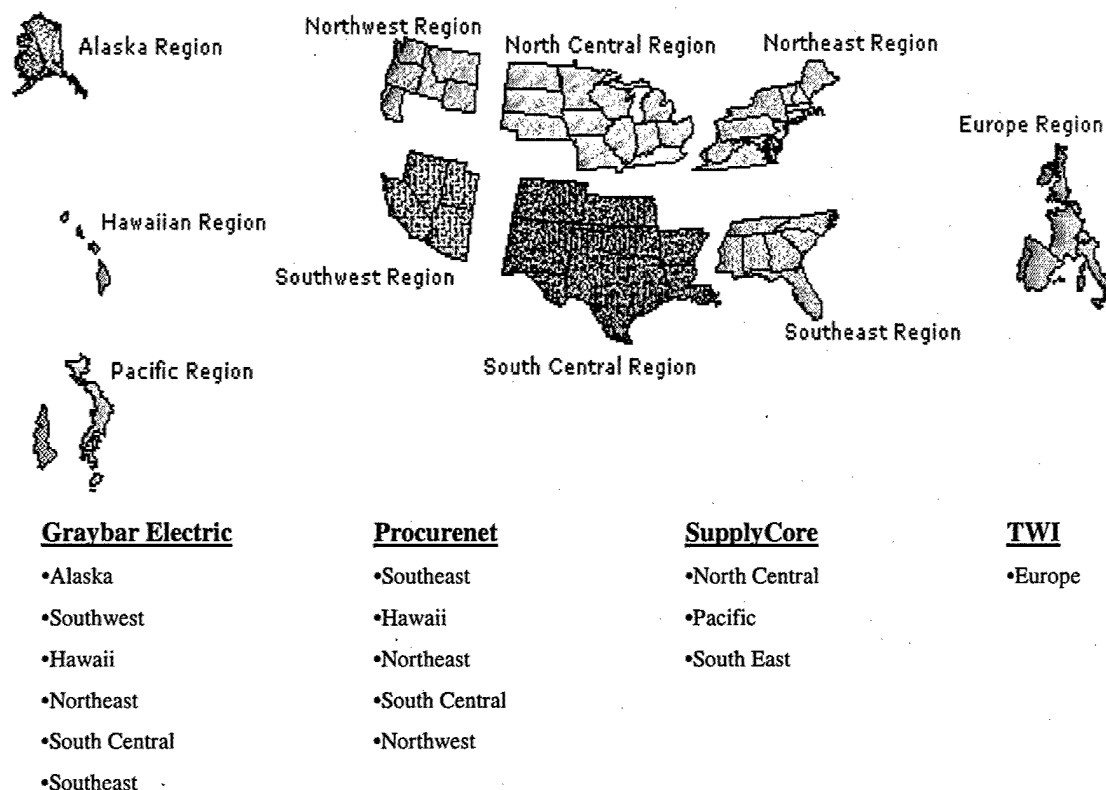 Alaska Region
Northwest Region
North Central Region
Northeast Region
Europe Region
Hawaiian Region
Southwest Region
Southeast Region
South Central Region
Pacific Region
Graybar Electric
•Alaska
•Southwest
•Hawaii
•Northeast
•South Central
•Southeast
Procurenet
•Southeast
•Hawaii
•Northeast
•South Central
•Northwest
SupplyCore
•North Central
•Pacific
•South East
TWI
•Europe